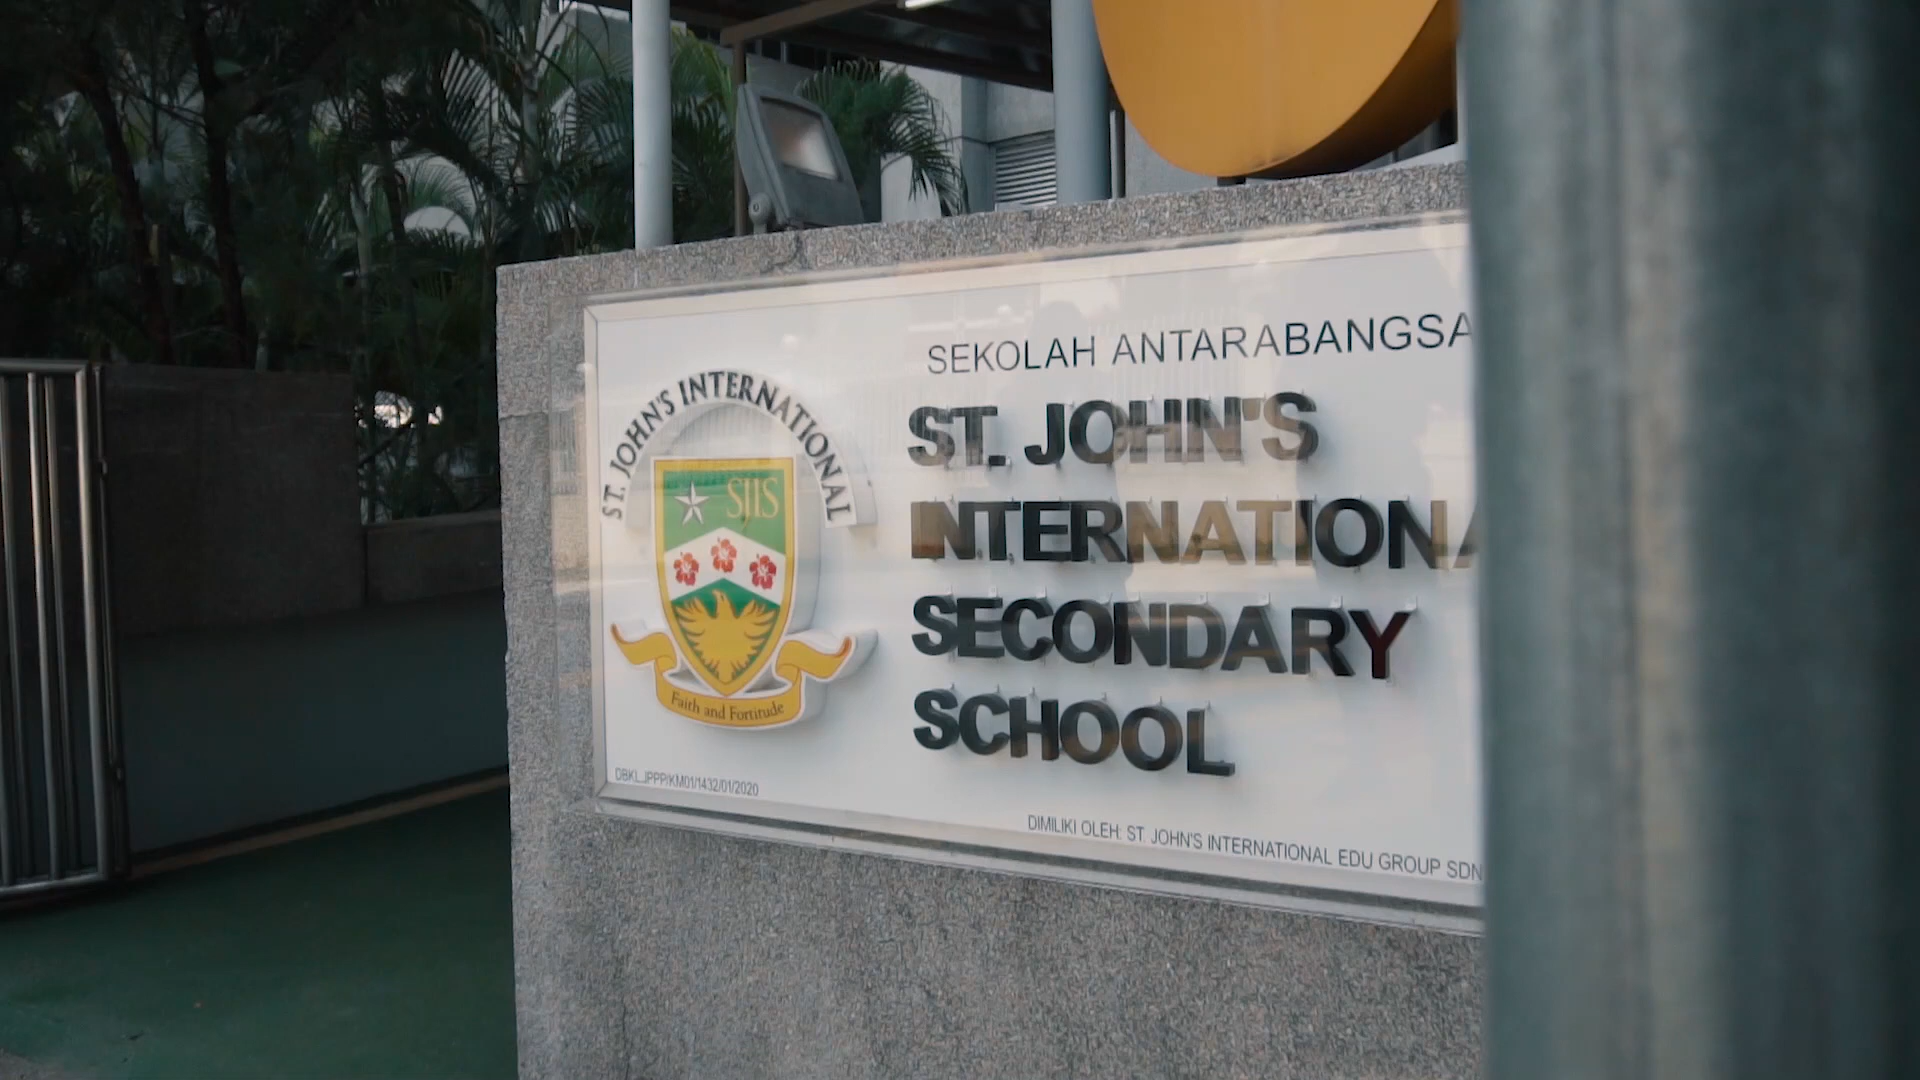 SEKOLAH ANTARABANGSA
ST. JOHN'S
INTERNATIONA
SECONDARY
SCHOOL
ST. JOHN'S INTERNATIONAL
SJIS
Faith and Fortitude
DBKL.JPPP/KM01/1432/01/2020
DIMILIKI OLEH: ST. JOHN'S INTERNATIONAL EDU GROUP SDN